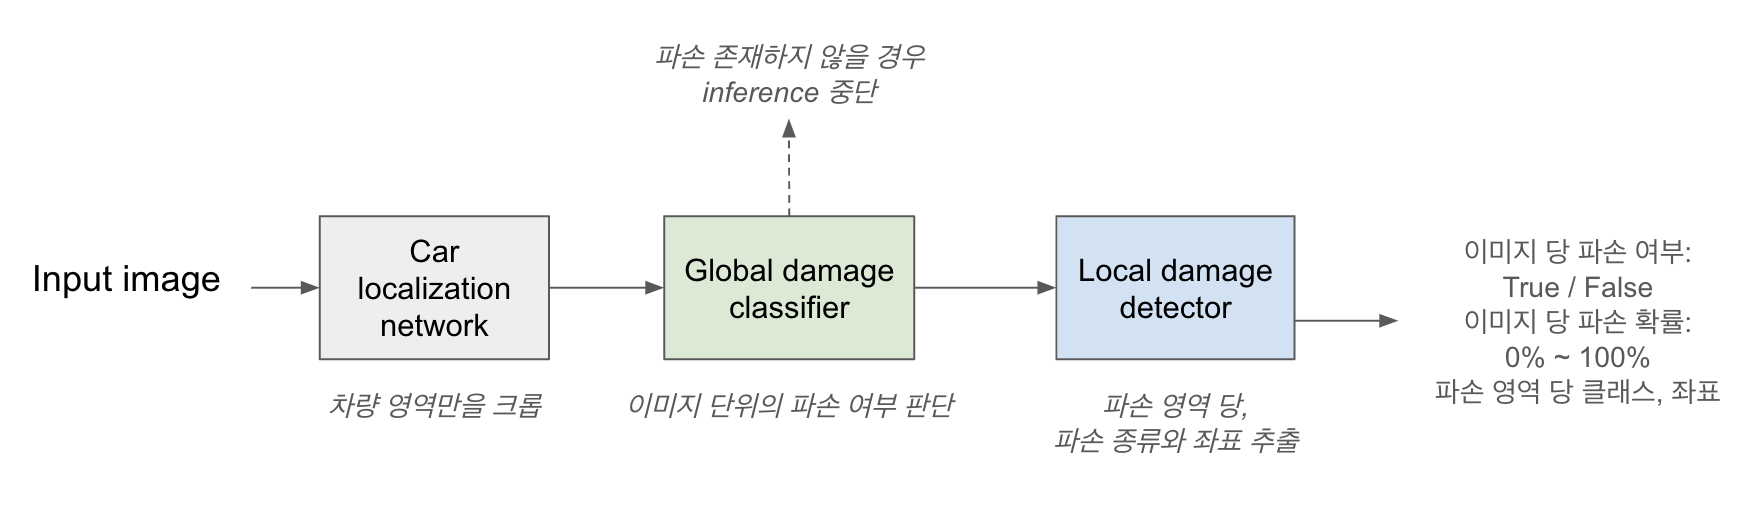 파손 존재하지 않을 경우
inference 중단
Input image
Car
localization
network
차량 영역만을 크롭
Global damage
classifier
이미지 단위의 파손 여부 판단
Local damage
detector
파손 영역 당,
파손 종류와 좌표 추출
이미지 당 파손 여부:
True / False
이미지 당 파손 확률:
0% ~ 100%
파손 영역 당 클래스, 좌표